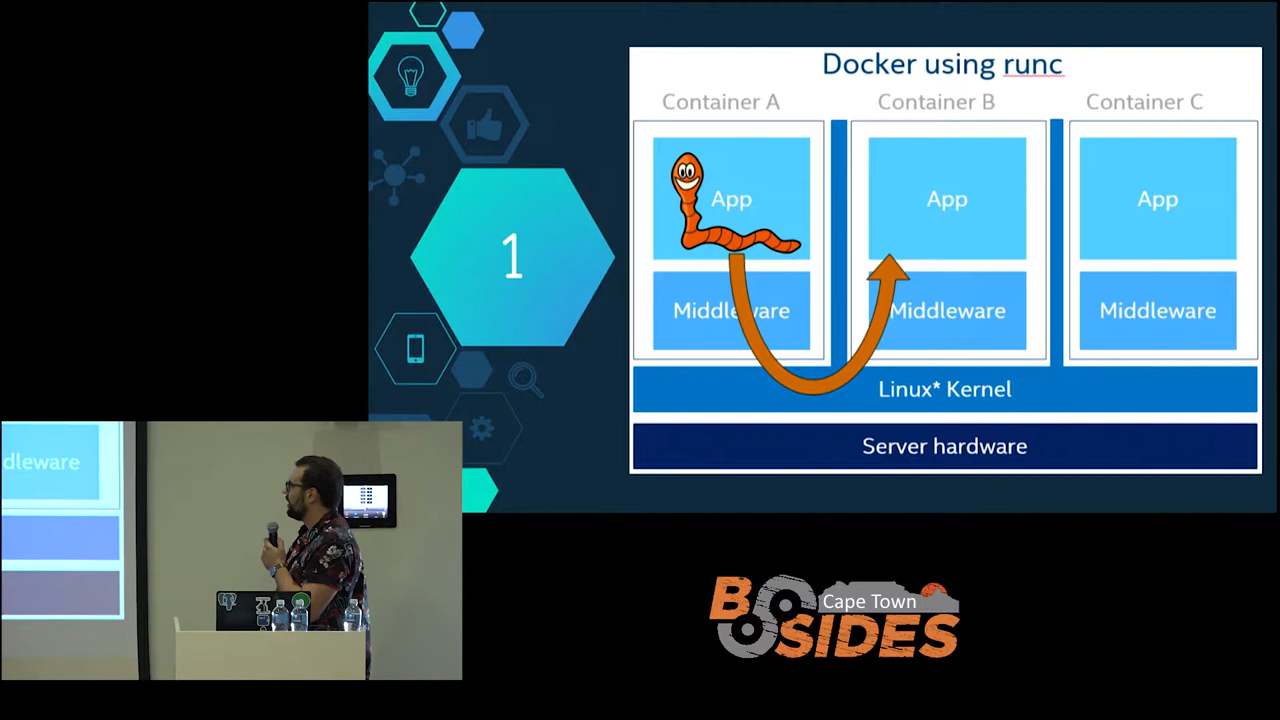 Docker using runc
Container A
Container B
Container C
App
App
App
Middleware
Middleware
Middleware
1
Linux* Kernel
Server hardware
dleware
BSIDES
Cape Town